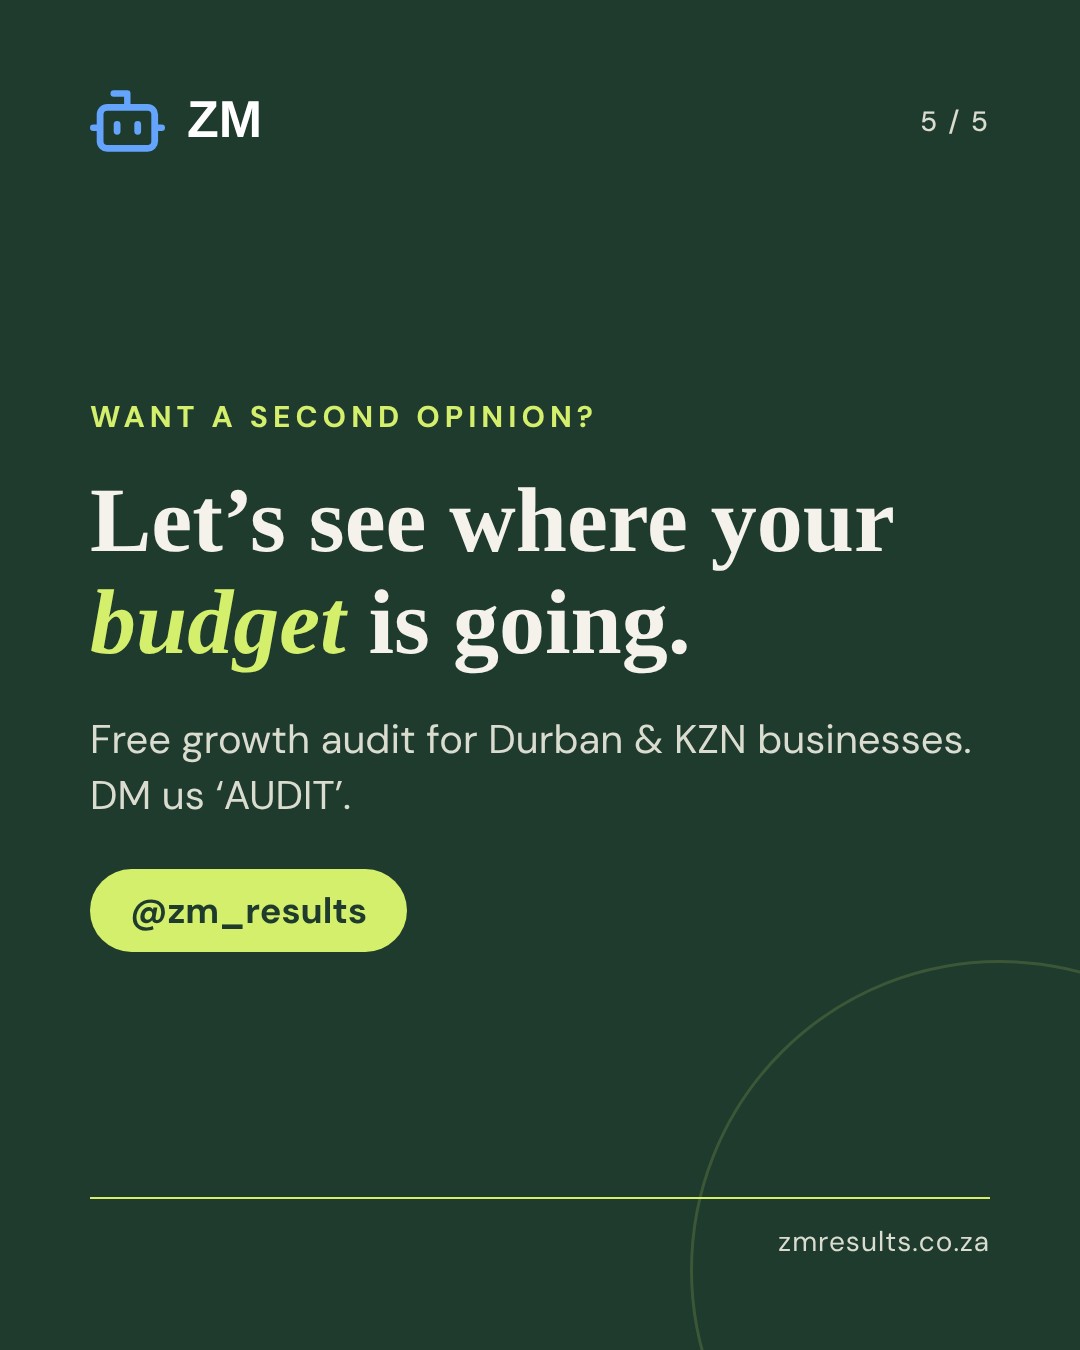 ZM
5 / 5
WANT A SECOND OPINION?
Let’s see where your
budget is going.
Free growth audit for Durban & KZN businesses.
DM us ‘AUDIT’.
@zm_results
zmresults.co.za